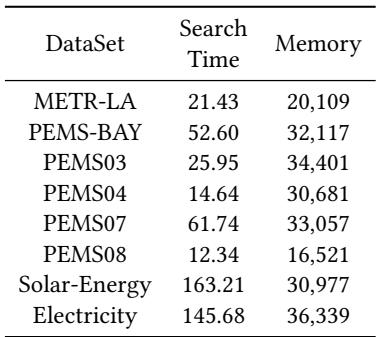 DataSet Search Time Memory
METR-LA 21.43 20,109
PEMS-BAY 52.60 32,117
PEMS03 25.95 34,401
PEMS04 14.64 30,681
PEMS07 61.74 33,057
PEMS08 12.34 16,521
Solar-Energy 163.21 30,977
Electricity 145.68 36,339